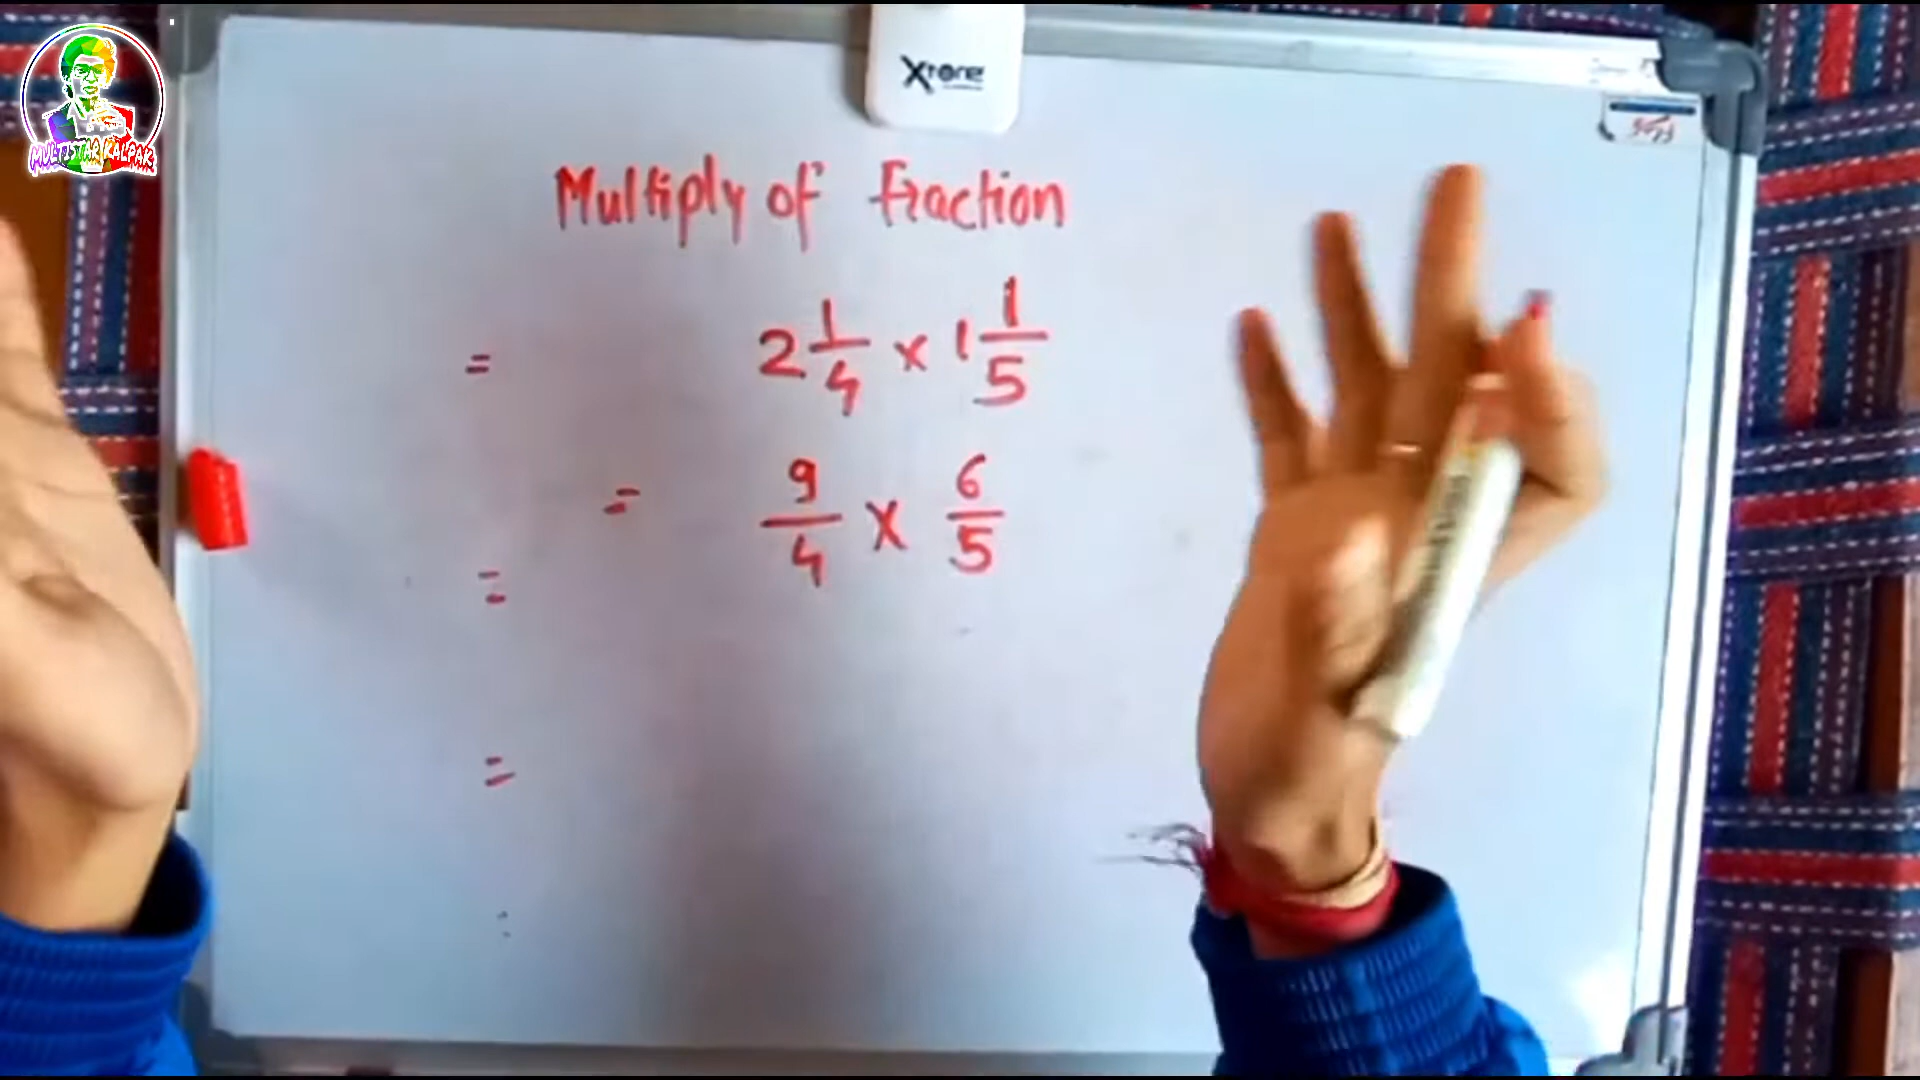 MULTISTAR KALPAK
Xtore
Multiply of fraction
= 2 1/4 x 1 1/5
= 9/4 x 6/5
=
=